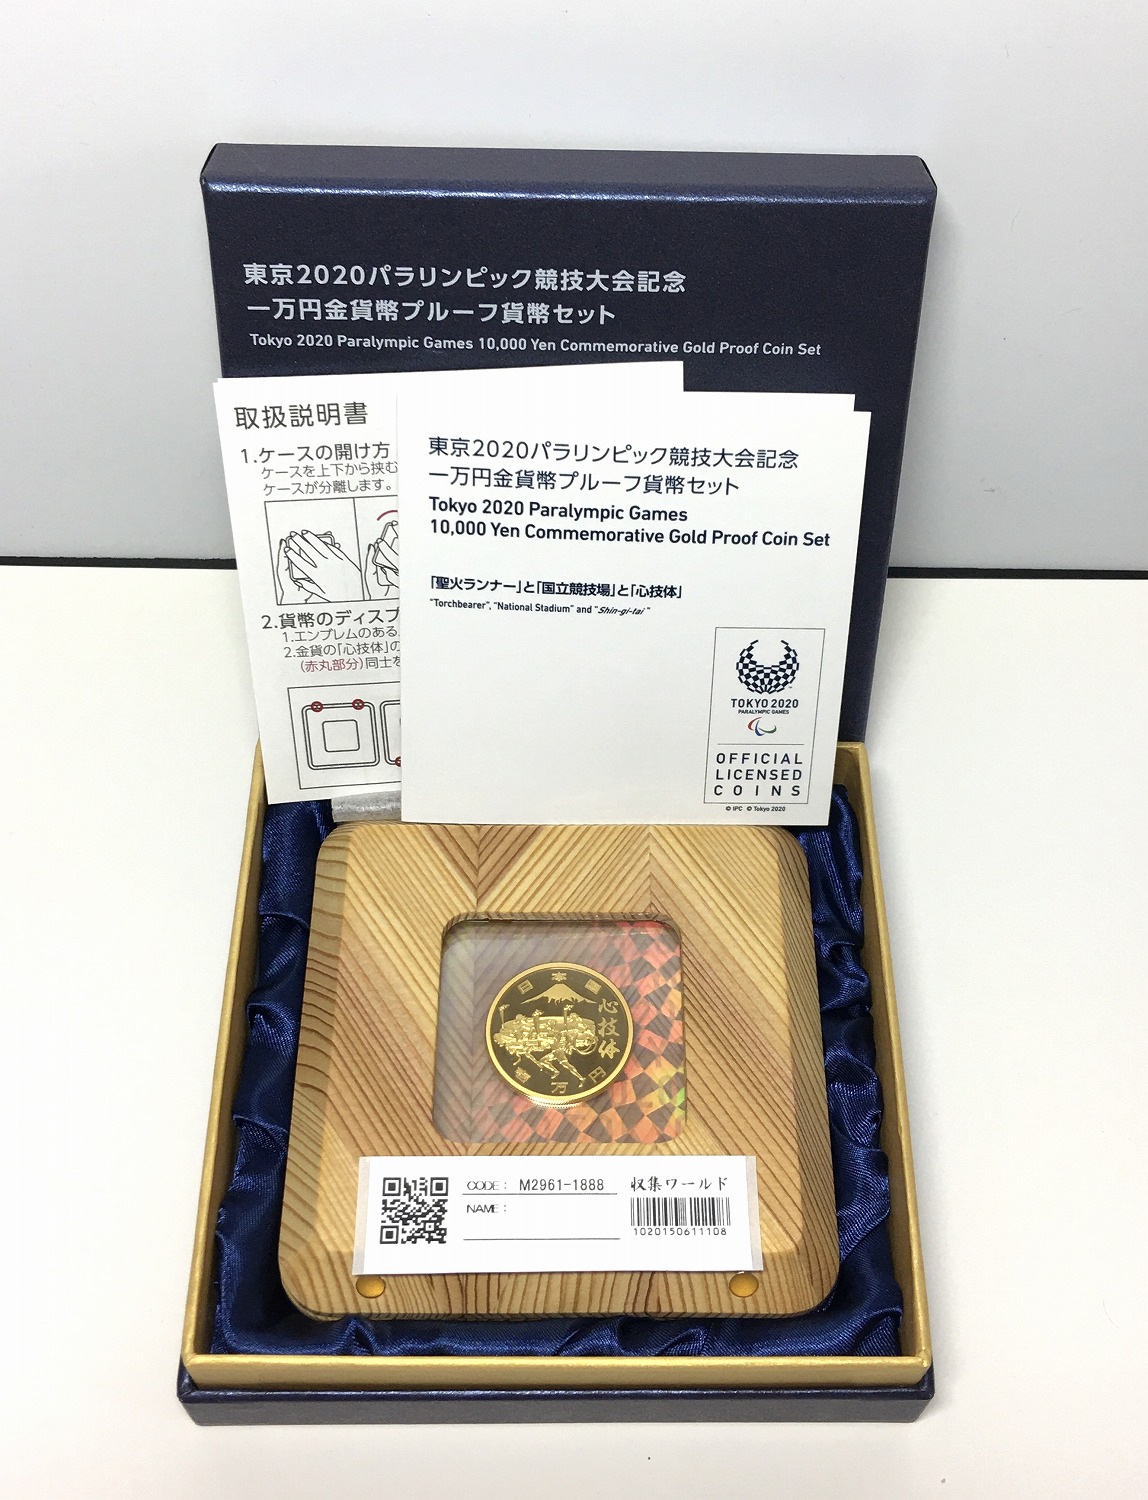 東京2020パラリンピック競技大会記念
一万円金貨幣プルーフ貨幣セット
Tokyo 2020 Paralympic Games 10,000 Yen Commemorative Gold Proof Coin Set
取扱説明書
1.ケースの開け方
ケースを上下から挟む
ケースが分離します。
2.貨幣のディスプ
1.エンブレムのある
2.金貨の「心技体」の
(赤丸部分)同士を
東京2020パラリンピック競技大会記念
一万円金貨幣プルーフ貨幣セット
Tokyo 2020 Paralympic Games
10,000 Yen Commemorative Gold Proof Coin Set
「聖火ランナー」と「国立競技場」と「心技体」
"Torchbearer", "National Stadium" and "Shin-gi-tai"
TOKYO 2020
PARALYMPIC GAMES
OFFICIAL
LICENSED
COINS
© IPC © Tokyo 2020
日本国
心技体
壱万円
CODE: M2961-1888
NAME:
収集ワールド
1020150611108